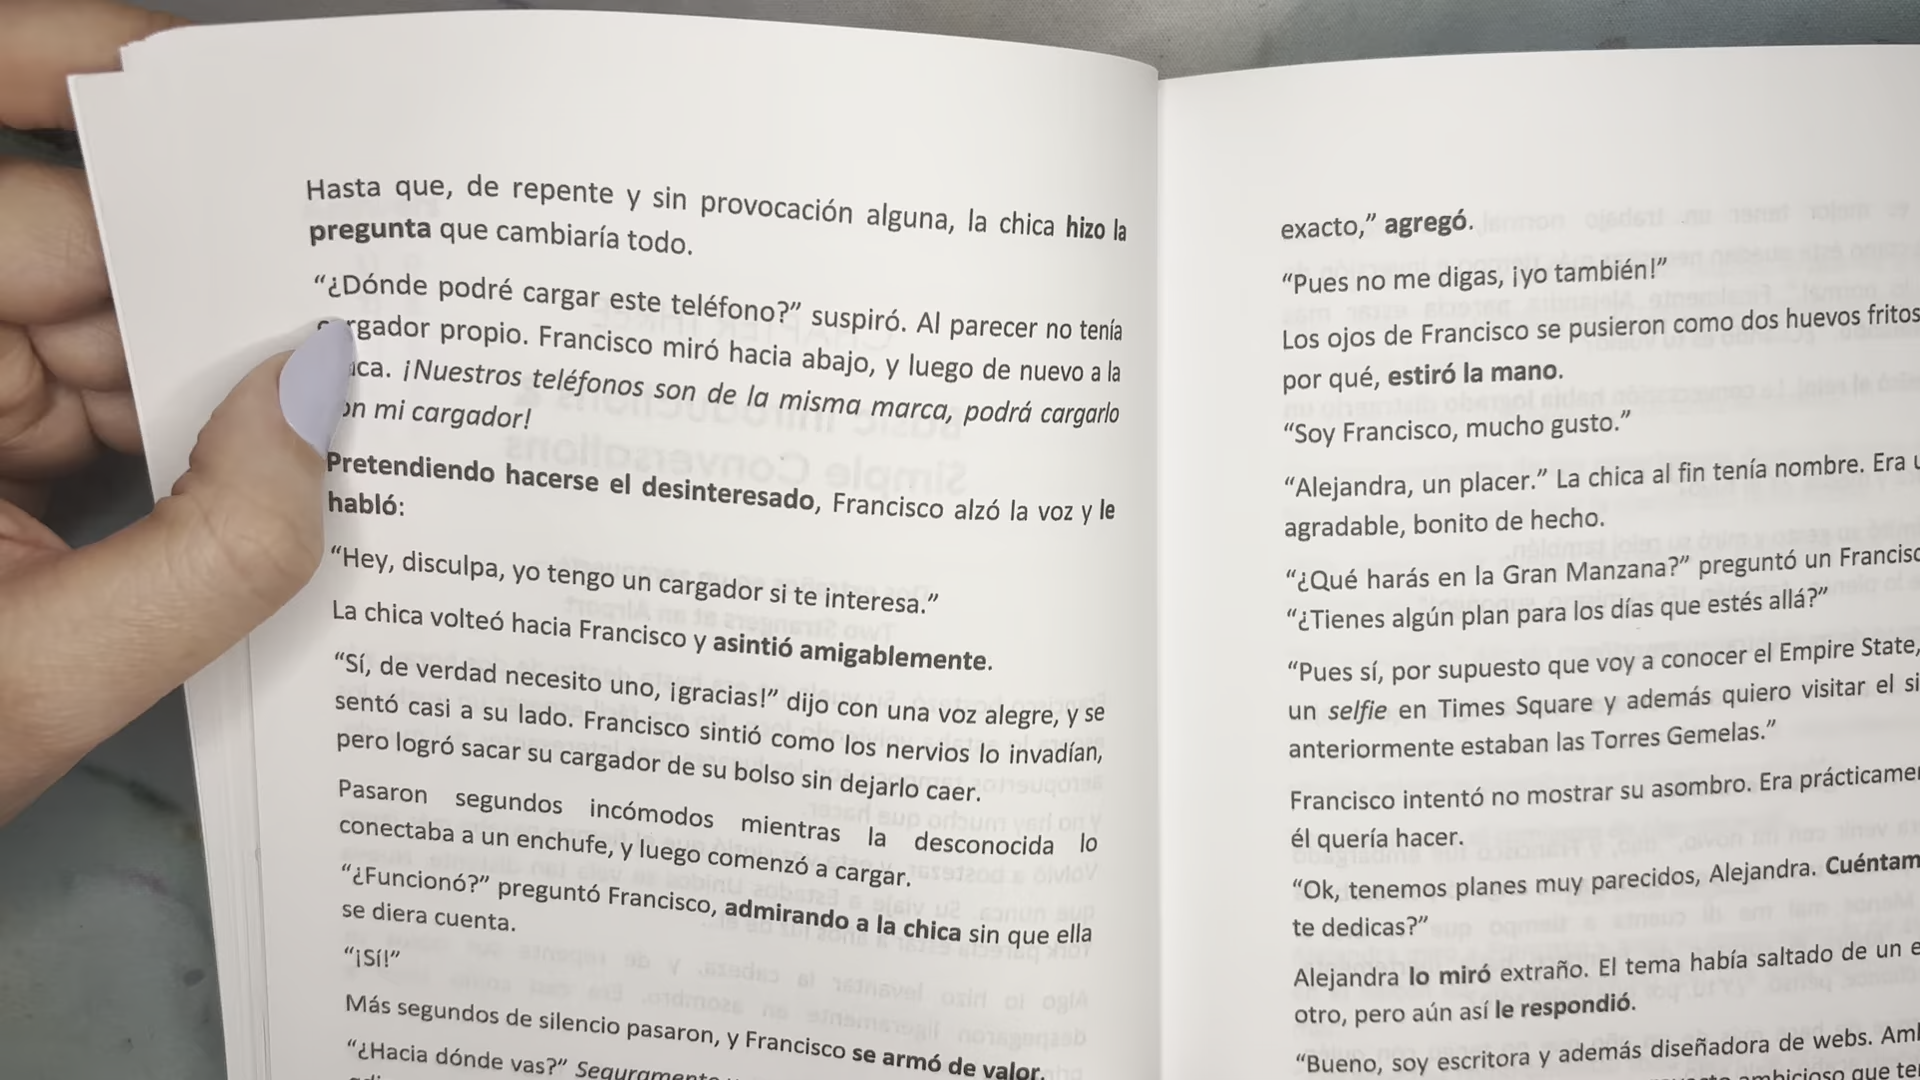 Hasta que, de repente y sin provocación alguna, la chica hizo la
pregunta que cambiaría todo.
“¿Dónde podré cargar este teléfono?” suspiró. Al parecer no tenía
propio. Francisco miró hacia abajo, y luego de nuevo a la
¡Nuestros teléfonos son de la misma marca, podrá cargarlo
mi cargador!
Pretendiendo hacerse el desinteresado, Francisco alzó la voz y le
habló:
“Hey, disculpa, yo tengo un cargador si te interesa.”
La chica volteó hacia Francisco y asintió amigablemente.
“Sí, de verdad necesito uno, ¡gracias!” dijo con una voz alegre, y se
sentó casi a su lado. Francisco sintió como los nervios lo invadían,
pero logró sacar su cargador de su bolso sin dejarlo caer.
Pasaron segundos incómodos mientras la desconocida lo
conectaba a un enchufe, y luego comenzó a cargar.
“¿Funcionó?” preguntó Francisco, admirando a la chica sin que ella
se diera cuenta.
“¡Sí!”
Más segundos de silencio pasaron, y Francisco se armó de valor.
“¿Hacia dónde vas?” Seguramente
exacto,” agregó.
“Pues no me digas, ¡yo también!”
Los ojos de Francisco se pusieron como dos huevos fritos
por qué, estiró la mano.
“Soy Francisco, mucho gusto.”
“Alejandra, un placer.” La chica al fin tenía nombre. Era
agradable, bonito de hecho.
“¿Qué harás en la Gran Manzana?” preguntó un
“¿Tienes algún plan para los días que estés allá?”
“Pues sí, por supuesto que voy a conocer el Empire State,
un selfie en Times Square y además quiero visitar el
anteriormente estaban las Torres Gemelas.”
Francisco intentó no mostrar su asombro. Era
él quería hacer.
“Ok, tenemos planes muy parecidos, Alejandra.
te dedicas?”
Alejandra lo miró extraño. El tema había saltado de un
otro, pero aún así le respondió.
“Bueno, soy escritora y además diseñadora de webs.
ambicioso que